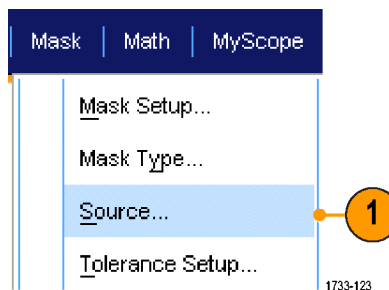 Mask Math MyScope
Mask Setup...
Mask Type...
Source...
1
Tolerance Setup...
1733-123